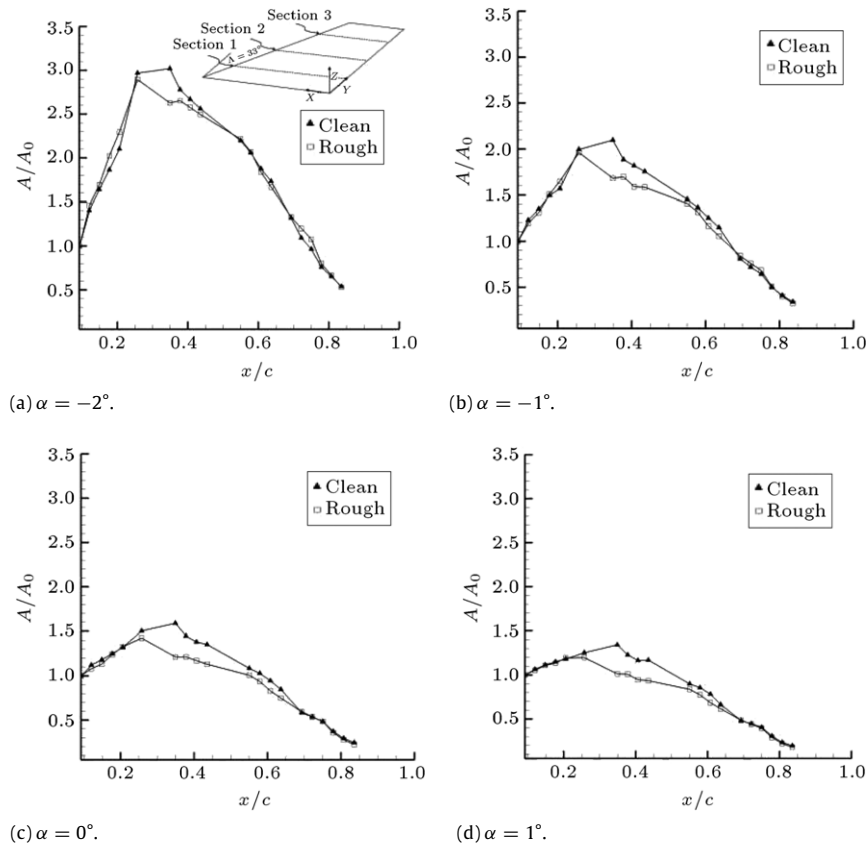 3.5
3.0
2.5
2.0
1.5
1.0
0.5
A/A₀
0.2
0.4
0.6
0.8
1.0
x/c
Section 1
Section 2
Section 3
Λ = 33°
X
Y
Z
Clean
Rough
(a) α = −2°.
3.5
3.0
2.5
2.0
1.5
1.0
0.5
A/A₀
0.2
0.4
0.6
0.8
1.0
x/c
Clean
Rough
(b) α = −1°.
3.5
3.0
2.5
2.0
1.5
1.0
0.5
A/A₀
0.2
0.4
0.6
0.8
1.0
x/c
Clean
Rough
(c) α = 0°.
3.5
3.0
2.5
2.0
1.5
1.0
0.5
A/A₀
0.2
0.4
0.6
0.8
1.0
x/c
Clean
Rough
(d) α = 1°.